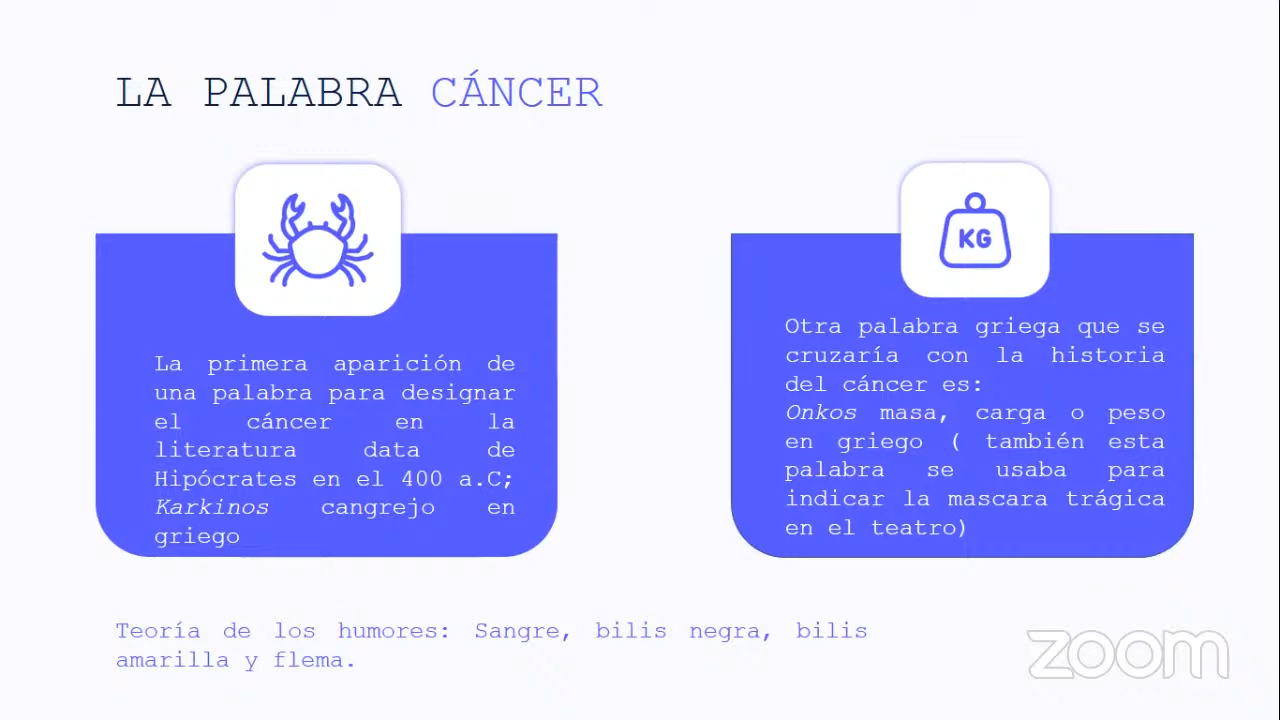 LA PALABRA CÁNCER
La primera aparición de
una palabra para designar
el cáncer en la
literatura data de
Hipócrates en el 400 a.C;
Karkinos cangrejo en
griego
KG
Otra palabra griega que se
cruzaría con la historia
del cáncer es:
Onkos masa, carga o peso
en griego ( también esta
palabra se usaba para
indicar la mascara trágica
en el teatro)
Teoría de los humores: Sangre, bilis negra, bilis
amarilla y flema.
zoom